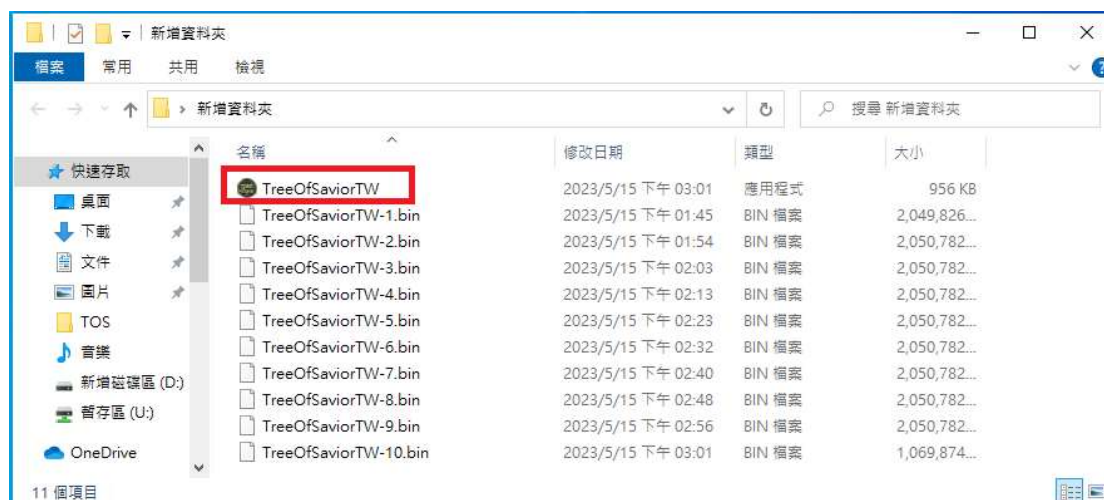 新增資料夾
檔案 常用 共用 檢視
新增資料夾 搜尋 新增資料夾
名稱 修改日期 類型 大小
快速存取
TreeOfSaviorTW 2023/5/15 下午 03:01 應用程式 956 KB
桌面 TreeOfSaviorTW-1.bin 2023/5/15 下午 01:45 BIN 檔案 2,049,826...
下載 TreeOfSaviorTW-2.bin 2023/5/15 下午 01:54 BIN 檔案 2,050,782...
文件 TreeOfSaviorTW-3.bin 2023/5/15 下午 02:03 BIN 檔案 2,050,782...
圖片 TreeOfSaviorTW-4.bin 2023/5/15 下午 02:13 BIN 檔案 2,050,782...
TOS TreeOfSaviorTW-5.bin 2023/5/15 下午 02:23 BIN 檔案 2,050,782...
音樂 TreeOfSaviorTW-6.bin 2023/5/15 下午 02:32 BIN 檔案 2,050,782...
新增磁碟區 (D:) TreeOfSaviorTW-7.bin 2023/5/15 下午 02:40 BIN 檔案 2,050,782...
暫存區 (U:) TreeOfSaviorTW-8.bin 2023/5/15 下午 02:48 BIN 檔案 2,050,782...
TreeOfSaviorTW-9.bin 2023/5/15 下午 02:56 BIN 檔案 2,050,782...
OneDrive TreeOfSaviorTW-10.bin 2023/5/15 下午 03:01 BIN 檔案 1,069,874...
11 個項目